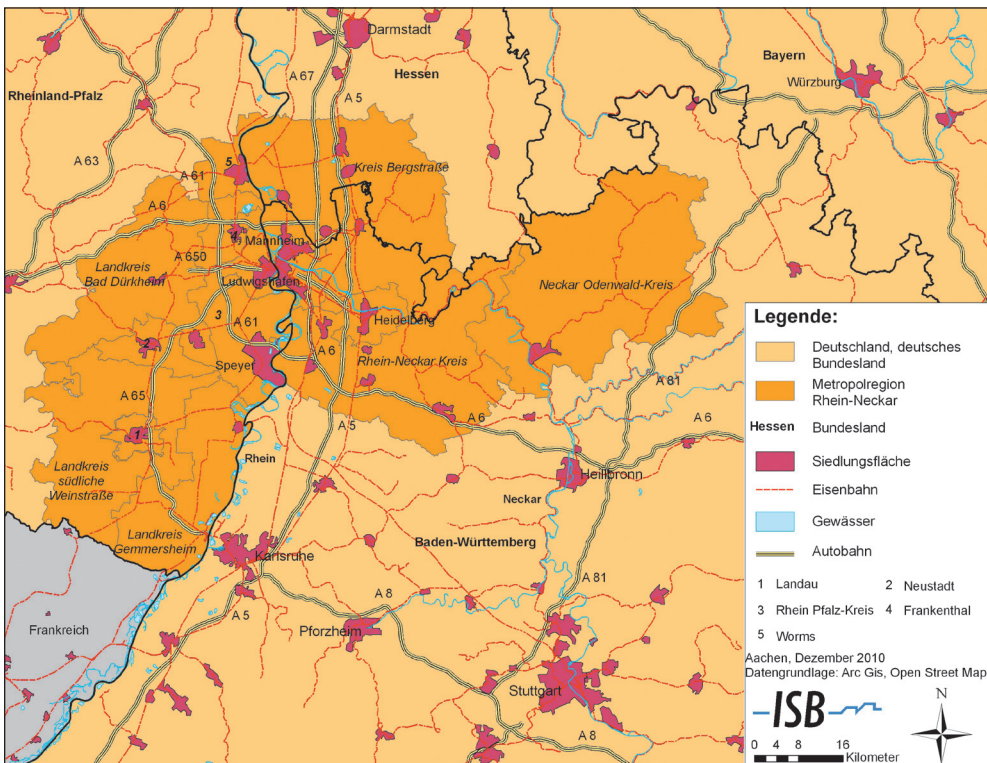 Darmstadt
Bayern
A 67
Hessen
Würzburg
Rheinland-Pfalz
A 5
A 63
5
Kreis Bergstraße
A 61
A 6
4
Mannheim
A 650
Landkreis
Bad Dürkheim
Ludwigshafen
Neckar Odenwald-Kreis
3
A 61
Heidelberg
2
A 6
Rhein-Neckar Kreis
Speyer
A 65
A 81
A 6
A 6
1
A 5
Rhein
Landkreis
südliche
Weinstraße
Heilbronn
Neckar
Landkreis
Gemmersheim
Baden-Württemberg
Karlsruhe
A 81
A 8
A 5
Frankreich
Pforzheim
Stuttgart
A 8
Legende:
Deutschland, deutsches
Bundesland
Metropolregion
Rhein-Neckar
Hessen Bundesland
Siedlungsfläche
Eisenbahn
Gewässer
Autobahn
1 Landau 2 Neustadt
3 Rhein Pfalz-Kreis 4 Frankenthal
5 Worms
Aachen, Dezember 2010
Datengrundlage: Arc Gis, Open Street Map
ISB
N
0 4 8 16
Kilometer